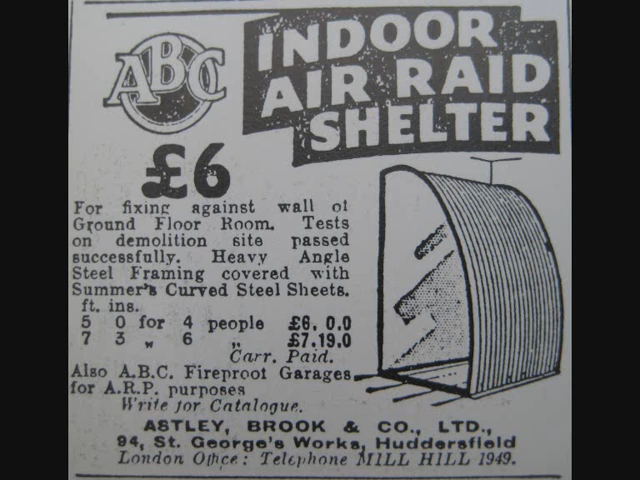 ABC
INDOOR
AIR RAID
SHELTER
£6
For fixing against wall of
Ground Floor Room. Tests
on demolition site passed
successfully. Heavy Angle
Steel Framing covered with
Summer's Curved Steel Sheets.
ft. ins.
5 0 for 4 people £6.0.0
7 3 „ 6 „ £7.19.0
Carr. Paid.
Also A.B.C. Fireproof Garages
for A.R.P. purposes
Write for Catalogue.
ASTLEY, BROOK & CO., LTD.,
94, St. George's Works, Huddersfield
London Office: Telephone MILL HILL 1949.